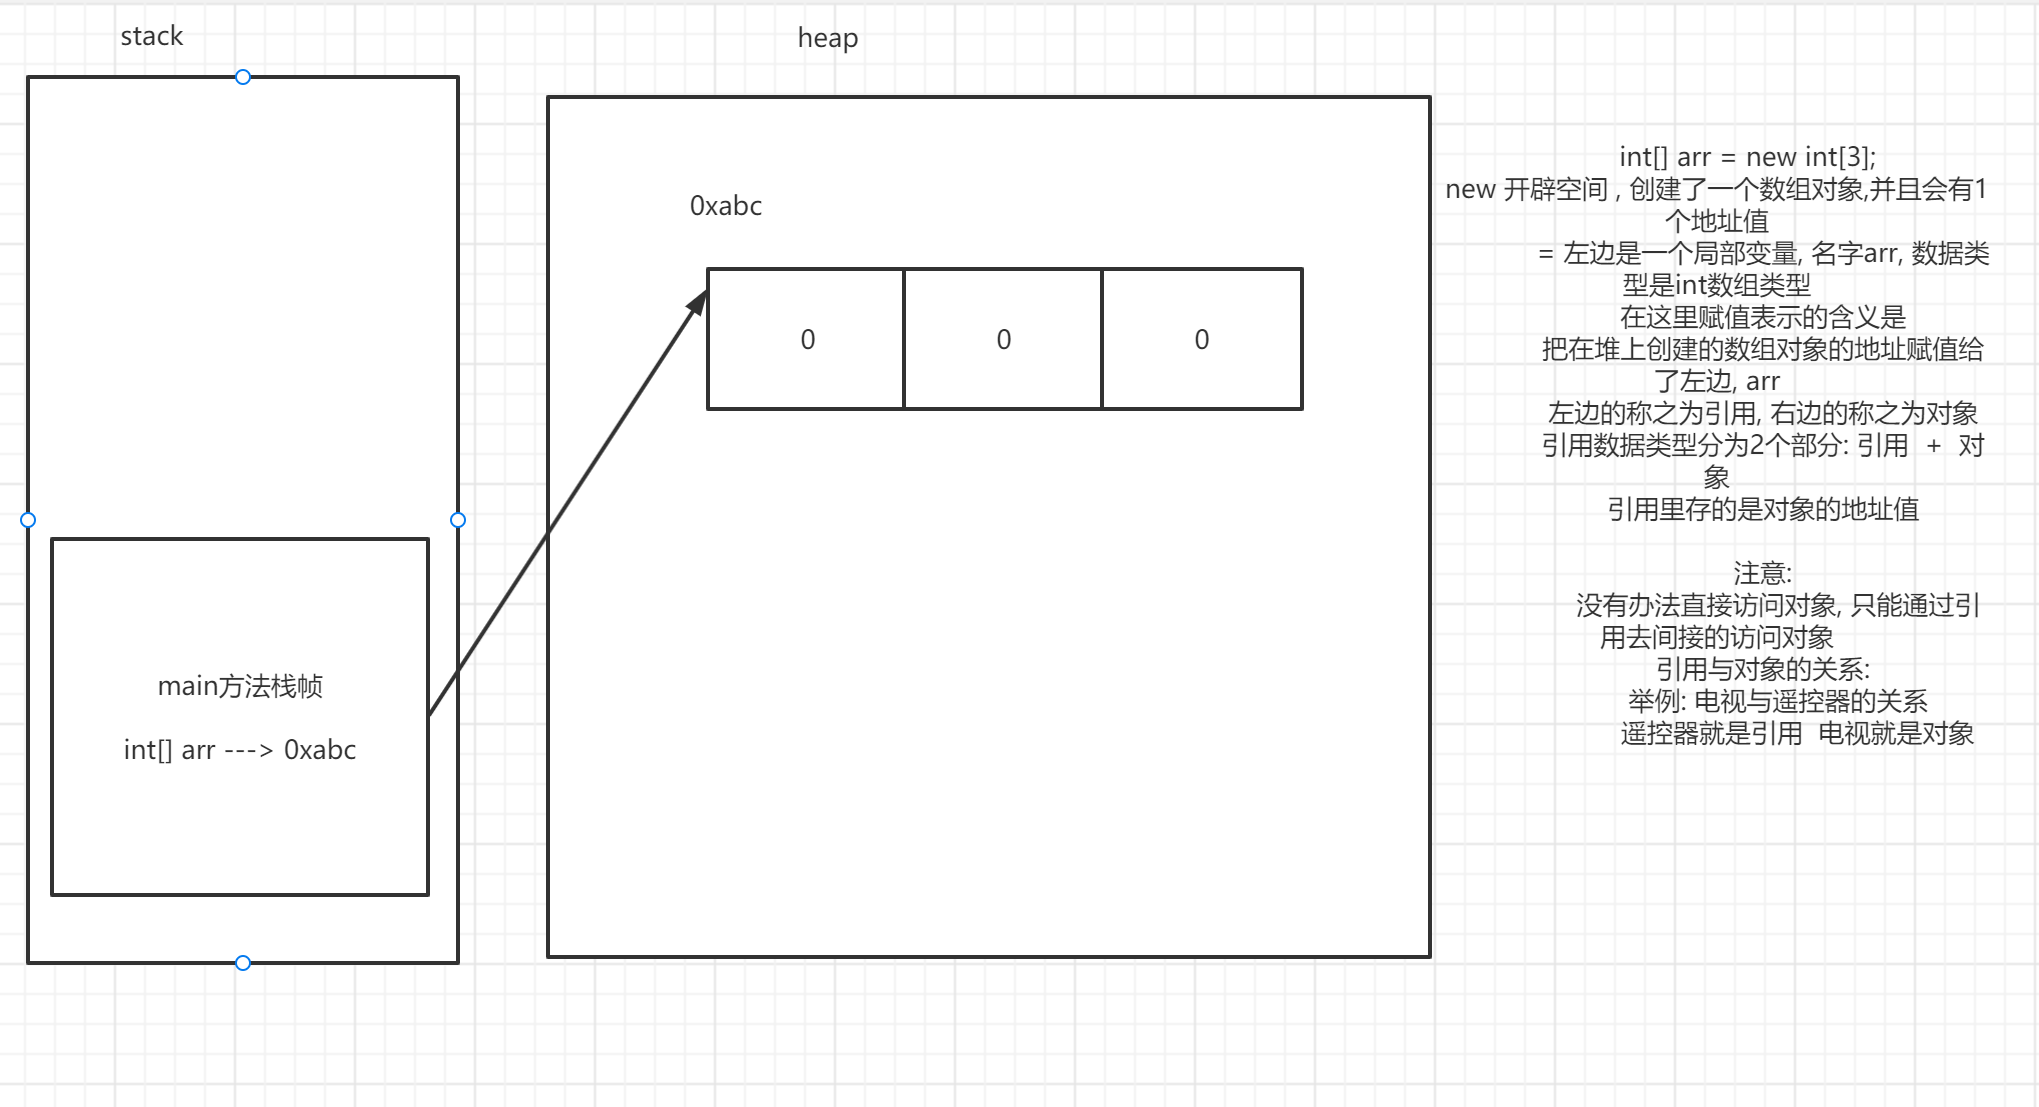 stack
heap
0xabc
0
0
0
main方法栈帧
int[] arr ---> 0xabc
int[] arr = new int[3];
new 开辟空间 , 创建了一个数组对象,并且会有1
个地址值
= 左边是一个局部变量, 名字arr, 数据类
型是int数组类型
在这里赋值表示的含义是
把在堆上创建的数组对象的地址赋值给
了左边, arr
左边的称之为引用, 右边的称之为对象
引用数据类型分为2个部分: 引用 + 对
象
引用里存的是对象的地址值
注意:
没有办法直接访问对象, 只能通过引
用去间接的访问对象
引用与对象的关系:
举例: 电视与遥控器的关系
遥控器就是引用 电视就是对象